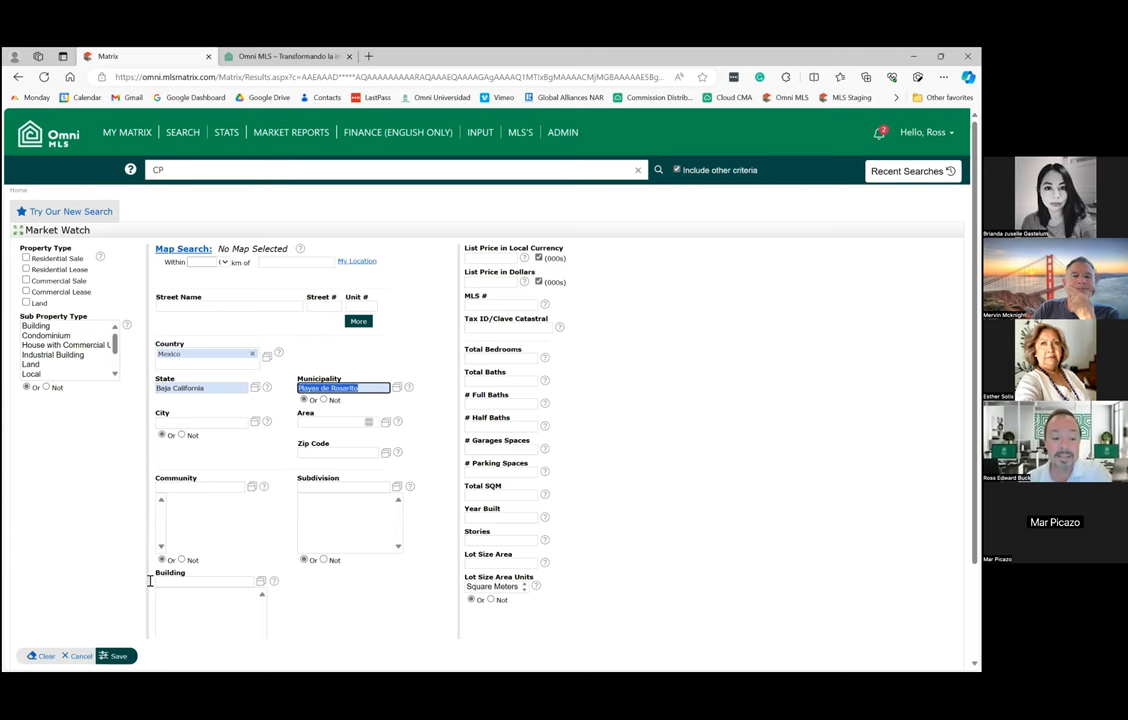 Matrix
Omni MLS – Transformando la i
https://omni.mlsmatrix.com/Matrix/Results.aspx?c=AAEAAAD*****AQAAAAAAAAARAQAAAEQAAAAGAgAAAAQ1MTIxBgMAAAACMjMGBAAAAAE5Bg...
Monday
Calendar
Gmail
Google Dashboard
Google Drive
Contacts
LastPass
Omni Universidad
Vimeo
Global Alliances NAR
Commission Distrib...
Cloud CMA
Omni MLS
MLS Staging
Other favorites
Omni
MLS
MY MATRIX
SEARCH
STATS
MARKET REPORTS
FINANCE (ENGLISH ONLY)
INPUT
MLS'S
ADMIN
2
Hello, Ross
CP
Include other criteria
Recent Searches
Home
Try Our New Search
Market Watch
Property Type
Residential Sale
Residential Lease
Commercial Sale
Commercial Lease
Land
Sub Property Type
Building
Condominium
House with Commercial U
Industrial Building
Land
Local
Or Not
Map Search: No Map Selected
Within km of
My Location
Street Name Street # Unit #
More
Country
Mexico
State
Baja California
Municipality
Playas de Rosarito
Or Not
City
Or Not
Area
Zip Code
Community
Or Not
Subdivision
Or Not
Building
List Price in Local Currency
(000s)
List Price in Dollars
(000s)
MLS #
Tax ID/Clave Catastral
Total Bedrooms
Total Baths
# Full Baths
# Half Baths
# Garages Spaces
# Parking Spaces
Total SQM
Year Built
Stories
Lot Size Area
Lot Size Area Units
Square Meters
Or Not
Clear
Cancel
Save
Brianda zuselle Gastelum
Mervin Mcknight
Esther Solis
Ross Edward Buck
Mar Picazo
Mar Picazo